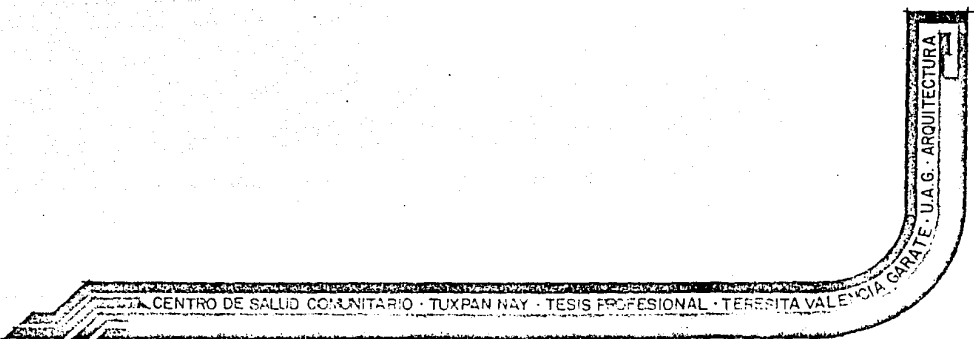 CENTRO DE SALUD COMUNITARIO · TUXPAN NAY · TESIS PROFESIONAL · TERESITA VALENCIA GARATE · U.A.G. · ARQUITECTURA